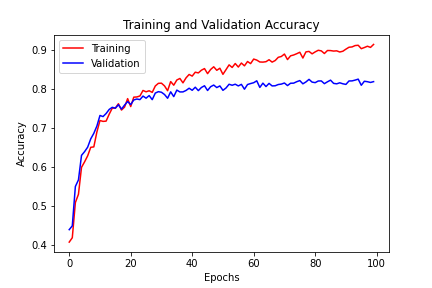 Training and Validation Accuracy
Training
Validation
Accuracy
0.9
0.8
0.7
0.6
0.5
0.4
0 20 40 60 80 100
Epochs